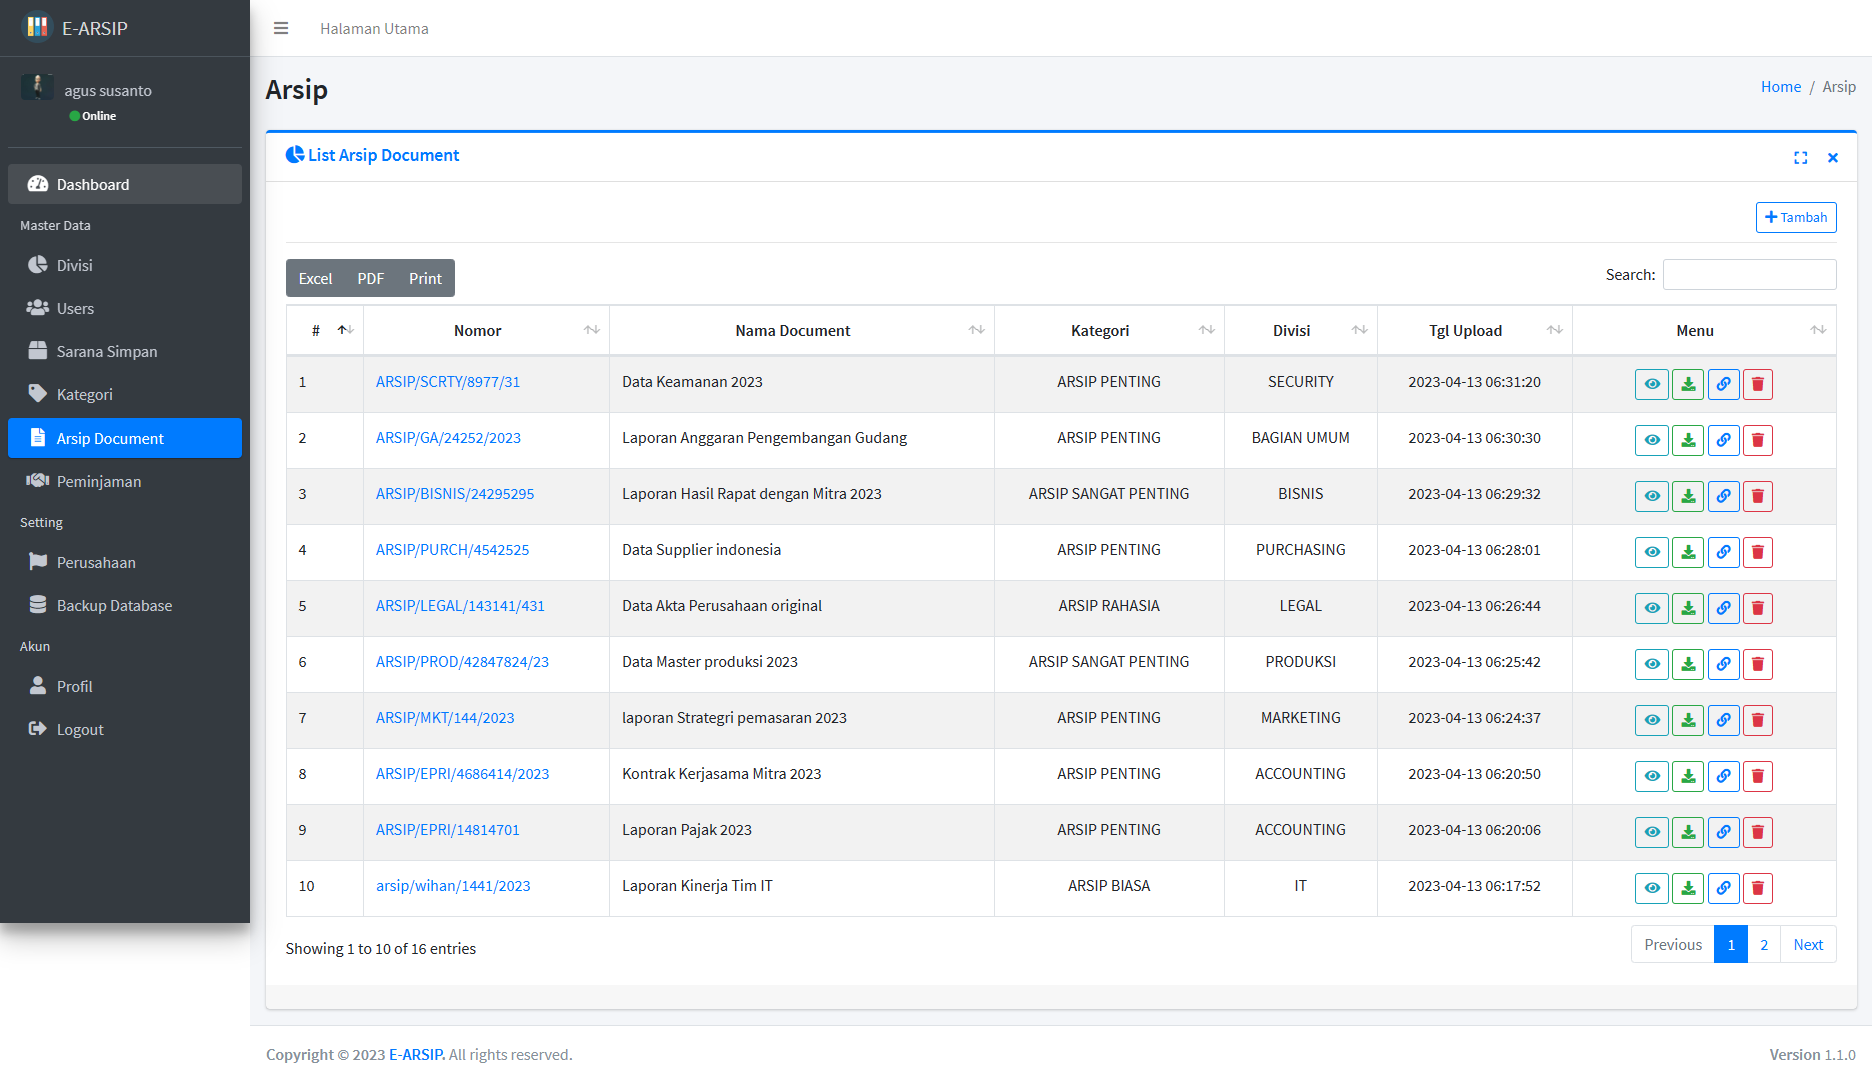 E-ARSIP
Halaman Utama
agus susanto
Online
Dashboard
Master Data
Divisi
Users
Sarana Simpan
Kategori
Arsip Document
Peminjaman
Setting
Perusahaan
Backup Database
Akun
Profil
Logout
Arsip
Home / Arsip
List Arsip Document
Tambah
Excel PDF Print
Search:
# Nomor Nama Document Kategori Divisi Tgl Upload Menu
1 ARSIP/SCRTY/8977/31 Data Keamanan 2023 ARSIP PENTING SECURITY 2023-04-13 06:31:20
2 ARSIP/GA/24252/2023 Laporan Anggaran Pengembangan Gudang ARSIP PENTING BAGIAN UMUM 2023-04-13 06:30:30
3 ARSIP/BISNIS/24295295 Laporan Hasil Rapat dengan Mitra 2023 ARSIP SANGAT PENTING BISNIS 2023-04-13 06:29:32
4 ARSIP/PURCH/4542525 Data Supplier indonesia ARSIP PENTING PURCHASING 2023-04-13 06:28:01
5 ARSIP/LEGAL/143141/431 Data Akta Perusahaan original ARSIP RAHASIA LEGAL 2023-04-13 06:26:44
6 ARSIP/PROD/42847824/23 Data Master produksi 2023 ARSIP SANGAT PENTING PRODUKSI 2023-04-13 06:25:42
7 ARSIP/MKT/144/2023 laporan Strategri pemasaran 2023 ARSIP PENTING MARKETING 2023-04-13 06:24:37
8 ARSIP/EPRI/4686414/2023 Kontrak Kerjasama Mitra 2023 ARSIP PENTING ACCOUNTING 2023-04-13 06:20:50
9 ARSIP/EPRI/14814701 Laporan Pajak 2023 ARSIP PENTING ACCOUNTING 2023-04-13 06:20:06
10 arsip/wihan/1441/2023 Laporan Kinerja Tim IT ARSIP BIASA IT 2023-04-13 06:17:52
Showing 1 to 10 of 16 entries
Previous 1 2 Next
Copyright © 2023 E-ARSIP. All rights reserved.
Version 1.1.0